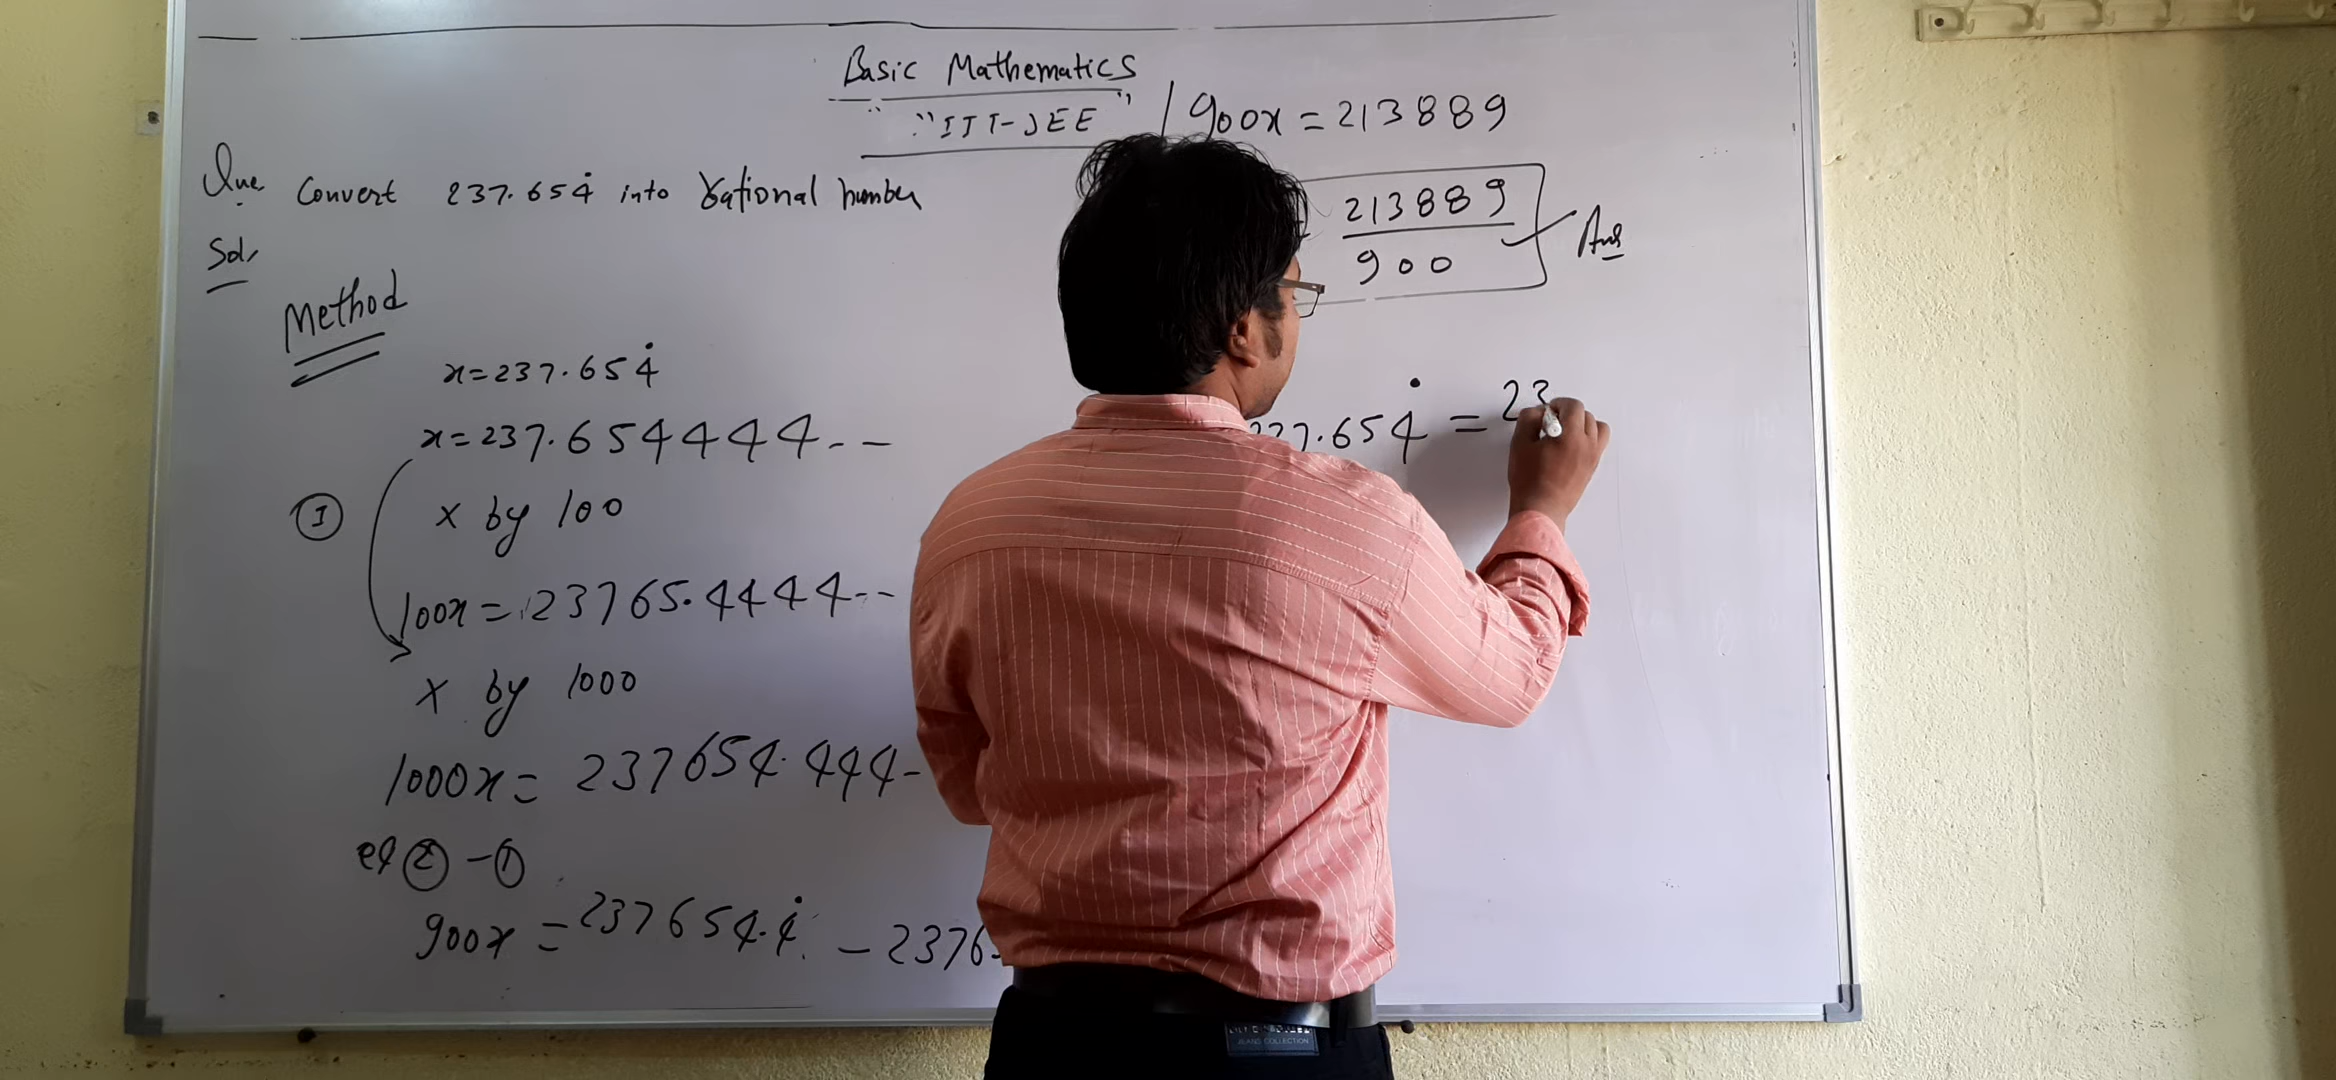 Basic Mathematics
"IIT-JEE"
Que. Convert 237.654̇ into rational number
Sol.
Method
x=237.654̇
x=237.654444--
① x by 100
100x=23765.4444--
x by 1000
1000x=237654.444-
eq ② -①
900x=237654.4̇ - 2376
900x=213889
213889
900
Ans
237.654̇ = 23